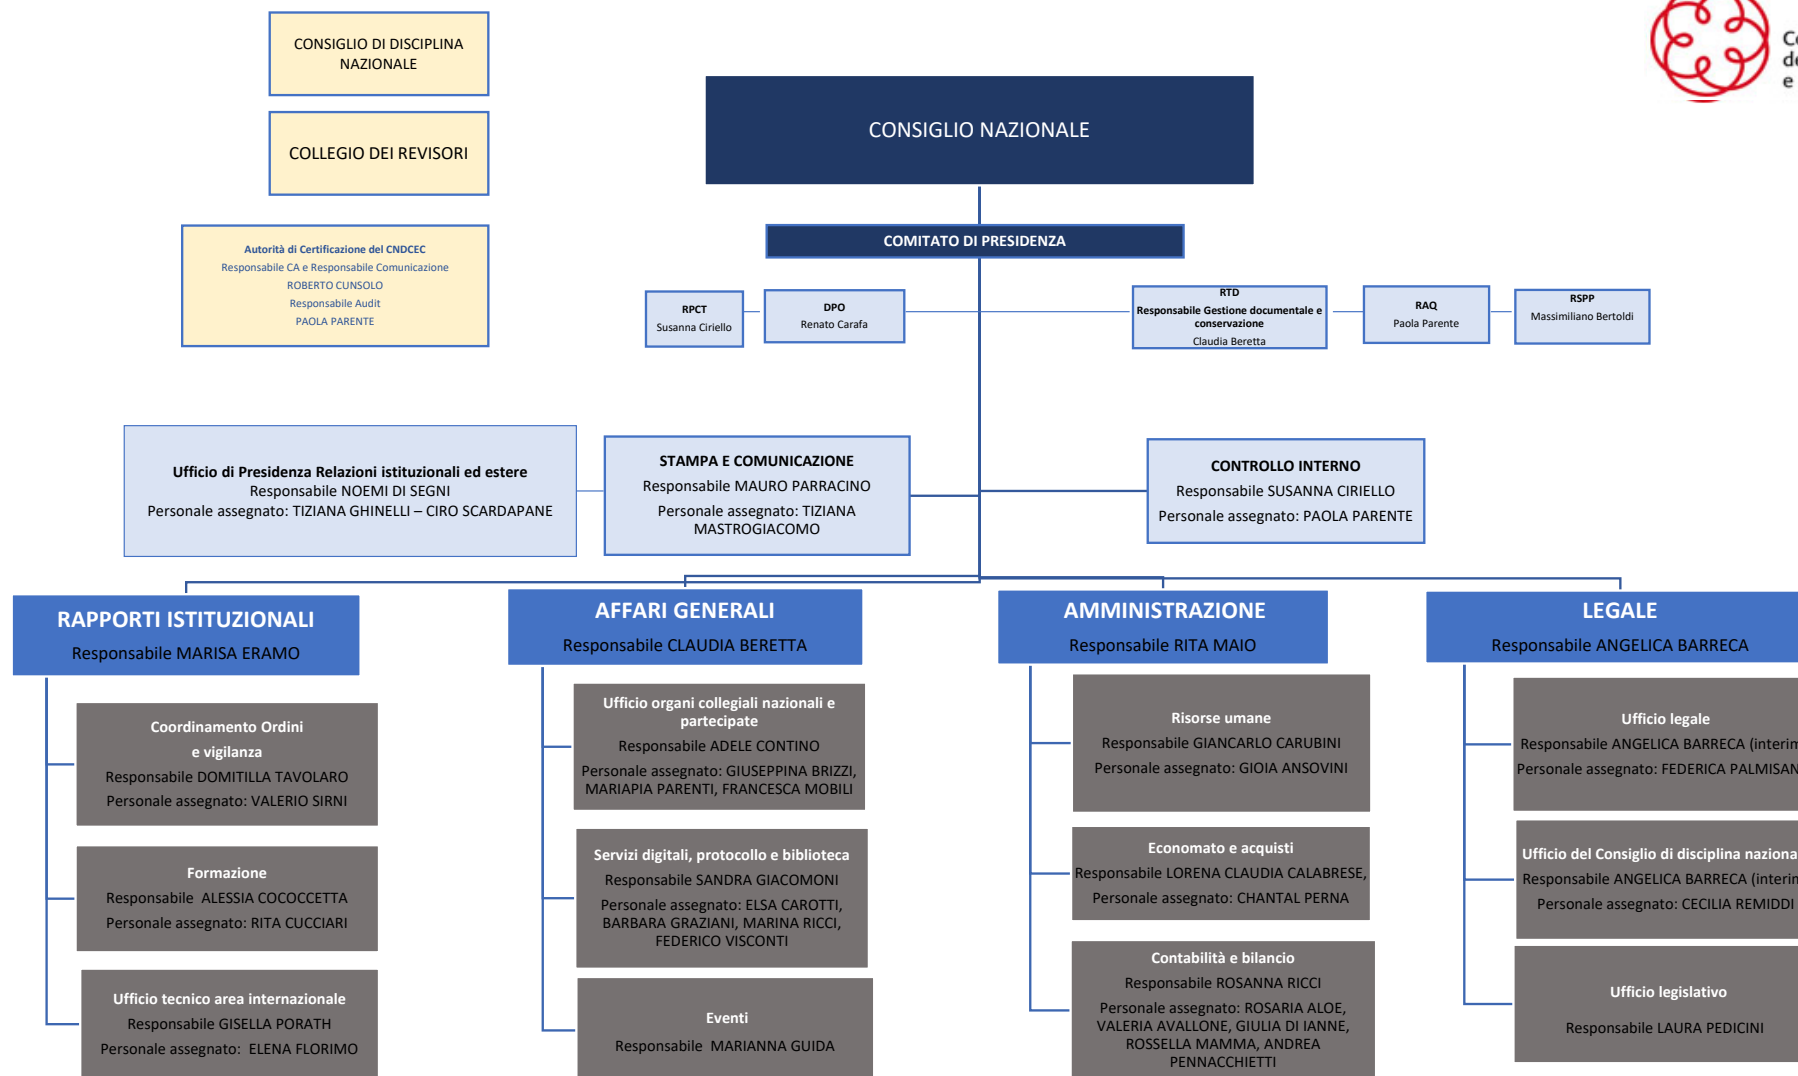 CONSIGLIO DI DISCIPLINA
NAZIONALE
COLLEGIO DEI REVISORI
Autorità di Certificazione del CNDCEC
Responsabile CA e Responsabile Comunicazione
ROBERTO CUNSOLO
Responsabile Audit
PAOLA PARENTE
CONSIGLIO NAZIONALE
COMITATO DI PRESIDENZA
RPCT
Susanna Ciriello
DPO
Renato Carafa
RTD
Responsabile Gestione documentale e
conservazione
Claudia Beretta
RAQ
Paola Parente
RSPP
Massimiliano Bertoldi
Ufficio di Presidenza Relazioni istituzionali ed estere
Responsabile NOEMI DI SEGNI
Personale assegnato: TIZIANA GHINELLI – CIRO SCARDAPANE
STAMPA E COMUNICAZIONE
Responsabile MAURO PARRACINO
Personale assegnato: TIZIANA
MASTROGIACOMO
CONTROLLO INTERNO
Responsabile SUSANNA CIRIELLO
Personale assegnato: PAOLA PARENTE
RAPPORTI ISTITUZIONALI
Responsabile MARISA ERAMO
Coordinamento Ordini
e vigilanza
Responsabile DOMITILLA TAVOLARO
Personale assegnato: VALERIO SIRNI
Formazione
Responsabile ALESSIA COCOCCETTA
Personale assegnato: RITA CUCCIARI
Ufficio tecnico area internazionale
Responsabile GISELLA PORATH
Personale assegnato: ELENA FLORIMO
AFFARI GENERALI
Responsabile CLAUDIA BERETTA
Ufficio organi collegiali nazionali e
partecipate
Responsabile ADELE CONTINO
Personale assegnato: GIUSEPPINA BRIZZI,
MARIAPIA PARENTI, FRANCESCA MOBILI
Servizi digitali, protocollo e biblioteca
Responsabile SANDRA GIACOMONI
Personale assegnato: ELSA CAROTTI,
BARBARA GRAZIANI, MARINA RICCI,
FEDERICO VISCONTI
Eventi
Responsabile MARIANNA GUIDA
AMMINISTRAZIONE
Responsabile RITA MAIO
Risorse umane
Responsabile GIANCARLO CARUBINI
Personale assegnato: GIOIA ANSOVINI
Economato e acquisti
Responsabile LORENA CLAUDIA CALABRESE,
Personale assegnato: CHANTAL PERNA
Contabilità e bilancio
Responsabile ROSANNA RICCI
Personale assegnato: ROSARIA ALOE,
VALERIA AVALLONE, GIULIA DI IANNE,
ROSSELLA MAMMA, ANDREA
PENNACCHIETTI
LEGALE
Responsabile ANGELICA BARRECA
Ufficio legale
Responsabile ANGELICA BARRECA
Personale assegnato: FEDERICA
Ufficio del Consiglio di disciplina
Responsabile ANGELICA BARRECA
Personale assegnato: CECILIA REMIDDI
Ufficio legislativo
Responsabile LAURA PEDICINI